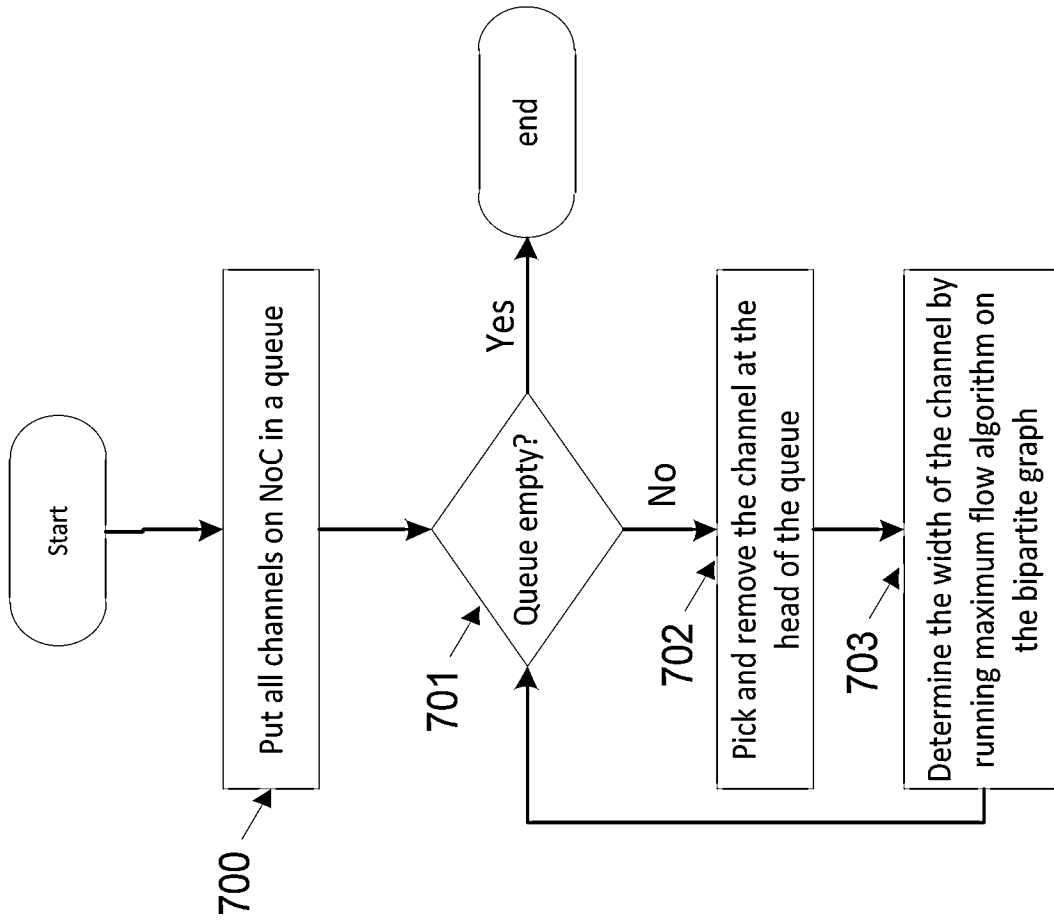 Start
700
Put all channels on NoC in a queue
701
Queue empty?
Yes
end
No
702
Pick and remove the channel at the
head of the queue
703
Determine the width of the channel by
running maximum flow algorithm on
the bipartite graph